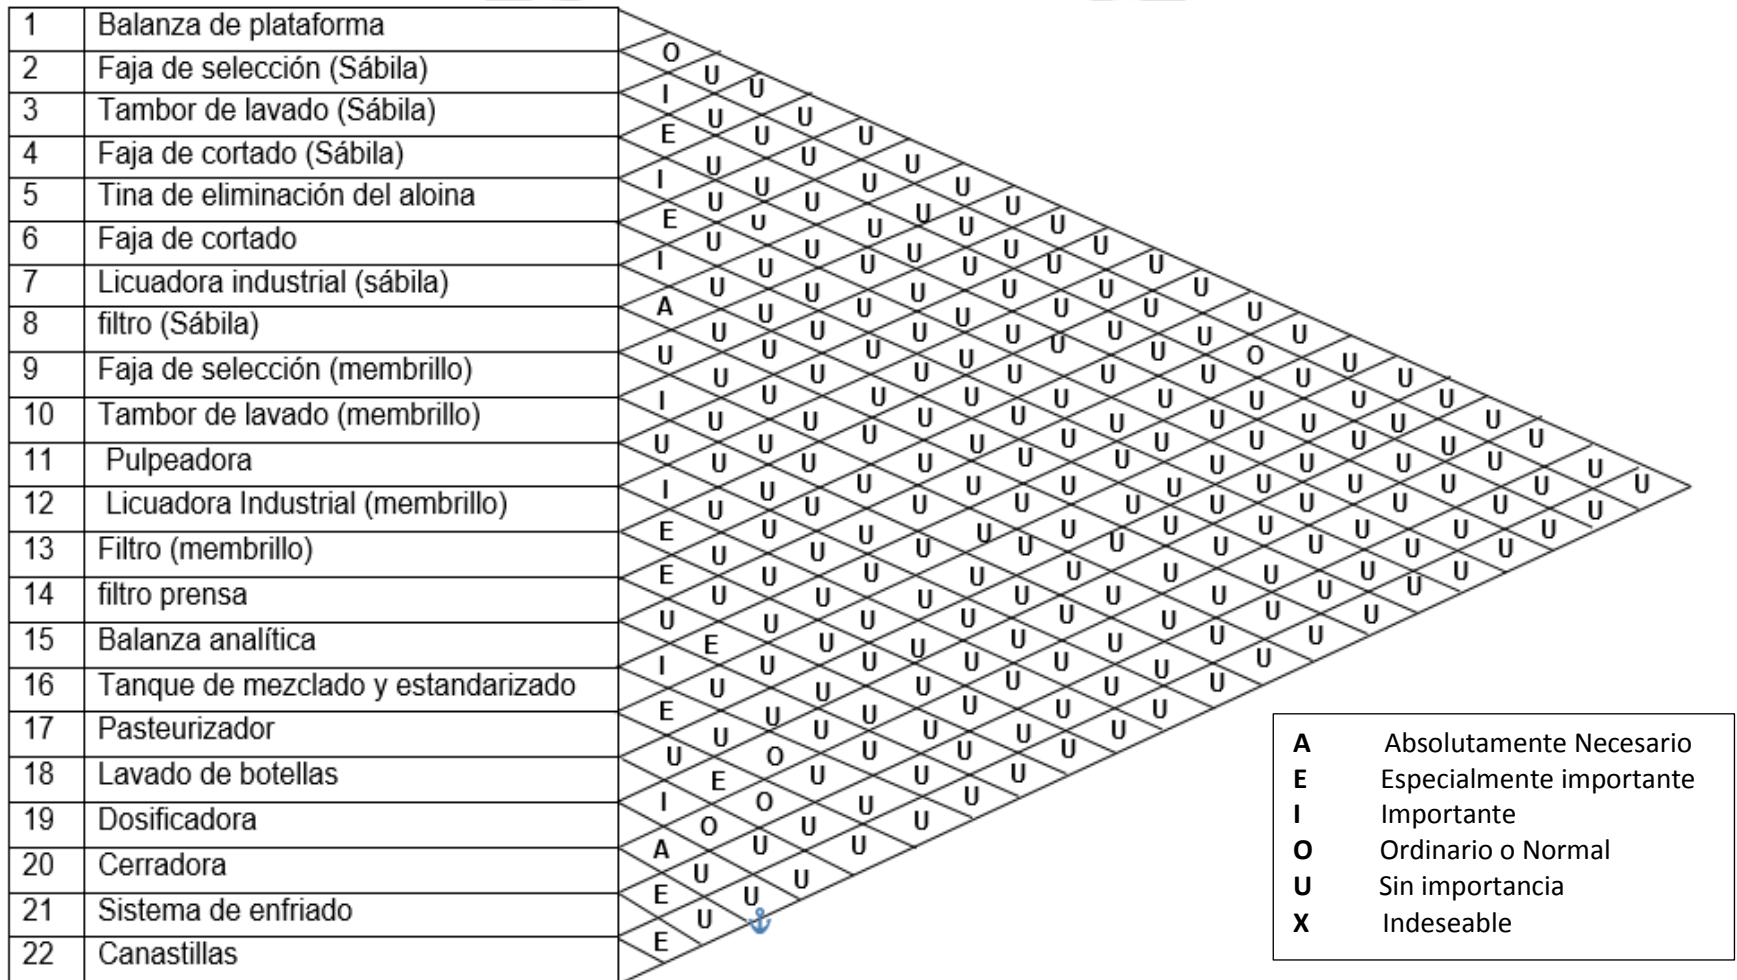 1 Balanza de plataforma
2 Faja de selección (Sábila)
3 Tambor de lavado (Sábila)
4 Faja de cortado (Sábila)
5 Tina de eliminación del aloina
6 Faja de cortado
7 Licuadora industrial (sábila)
8 filtro (Sábila)
9 Faja de selección (membrillo)
10 Tambor de lavado (membrillo)
11 Pulpeadora
12 Licuadora Industrial (membrillo)
13 Filtro (membrillo)
14 filtro prensa
15 Balanza analítica
16 Tanque de mezclado y estandarizado
17 Pasteurizador
18 Lavado de botellas
19 Dosificadora
20 Cerradora
21 Sistema de enfriado
22 Canastillas
O I E I E I A U I U I E E U I E U I A E E
U U U U U U U U U U U U U E U U E O U U
U U U U U U U U U U U U U U U O O U U
U U U U U U U U U U U U U U U U U U
U U U U U U U U U U U U U U U U U
U U U U U U U U U U U U U U U U
U U U U U U U U U U U U U U U
U U U U U U U U U U U U U U
U U U U U U U U U U U U U
U U U U U U U U U U U U
U U U U U U U U U U U
U U U U U U U U U U
U O U U U U U U U
U U U U U U U U
U U U U U U U
U U U U U U
U U U U U
U U U U
U U U
U U
U
A Absolutamente Necesario
E Especialmente importante
I Importante
O Ordinario o Normal
U Sin importancia
X Indeseable